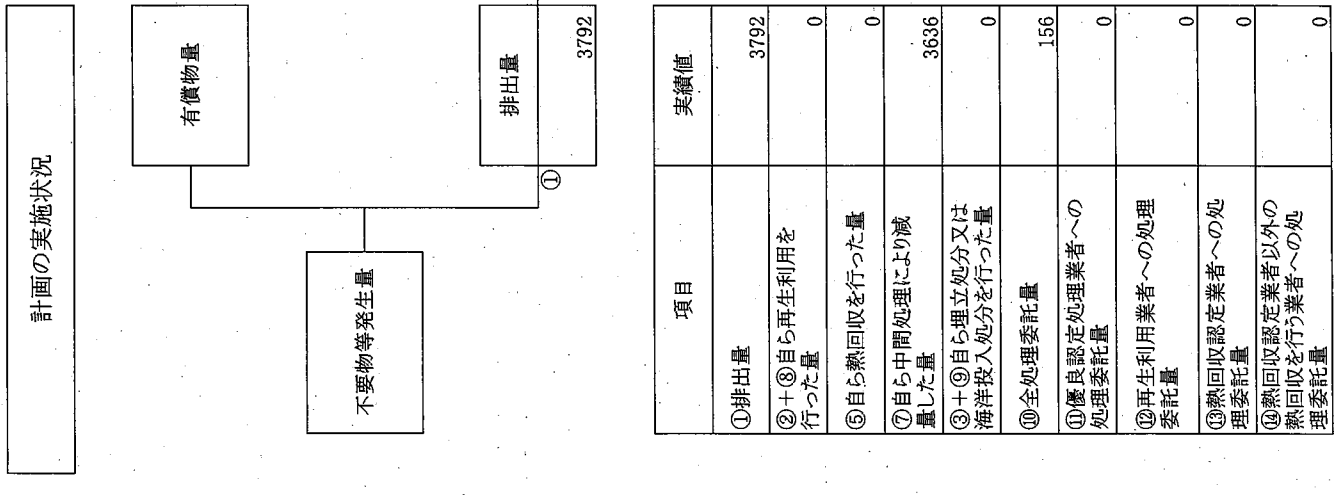 計画の実施状況
有償物量
不要物等発生量
排出量
①
3792
項目
実績値
①排出量
3792
②+⑧自ら再生利用を
行った量
0
⑤自ら熱回収を行った量
0
⑦自ら中間処理により減
量した量
3636
③+⑨自ら埋立処分又は
海洋投入処分を行った量
0
⑩全処理委託量
156
⑪優良認定処理業者への
処理委託量
0
⑫再生利用業者への処理
委託量
0
⑬熱回収認定業者への処
理委託量
0
⑭熱回収認定業者以外の
熱回収を行う業者への処
理委託量
0